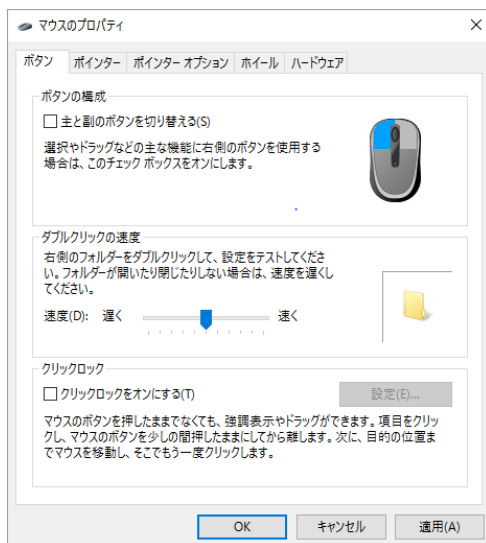 マウスのプロパティ
ボタン ポインター ポインター オプション ホイール ハードウェア
ボタンの構成
主と副のボタンを切り替える(S)
選択やドラッグなどの主な機能に右側のボタンを使用する
場合は、このチェック ボックスをオンにします。
ダブルクリックの速度
右側のフォルダーをダブルクリックして、設定をテストしてくださ
い。フォルダーが開いたり閉じたりしない場合は、速度を遅くし
てください。
速度(D): 遅く 速く
クリックロック
クリックロックをオンにする(T) 設定(E)...
マウスのボタンを押したままでなくても、強調表示やドラッグができます。項目をクリッ
クし、マウスのボタンを少しの間押したままにしてから離します。次に、目的の位置ま
でマウスを移動し、そこでもう一度クリックします。
OK キャンセル 適用(A)